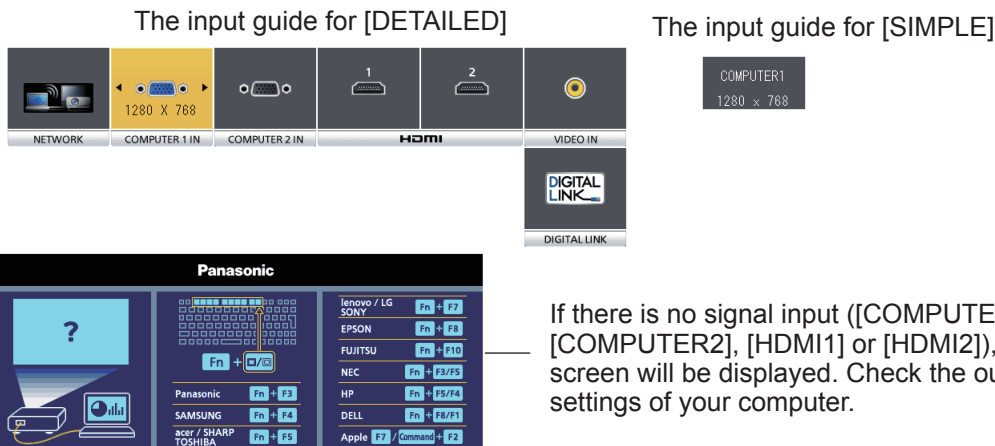 The input guide for [DETAILED]
The input guide for [SIMPLE]
1280 X 768
1
2
NETWORK
COMPUTER 1 IN
COMPUTER 2 IN
HDMI
VIDEO IN
COMPUTER1
1280 x 768
DIGITAL
LINK
DIGITAL LINK
Panasonic
?
Fn +
Panasonic Fn + F3
SAMSUNG Fn + F4
acer / SHARP
TOSHIBA Fn + F5
lenovo / LG
SONY Fn + F7
EPSON Fn + F8
FUJITSU Fn + F10
NEC Fn + F3/F5
HP Fn + F5/F4
DELL Fn + F8/F1
Apple F7 / Command + F2
If there is no signal input ([COMPUTE
[COMPUTER2], [HDMI1] or [HDMI2]),
screen will be displayed. Check the ou
settings of your computer.